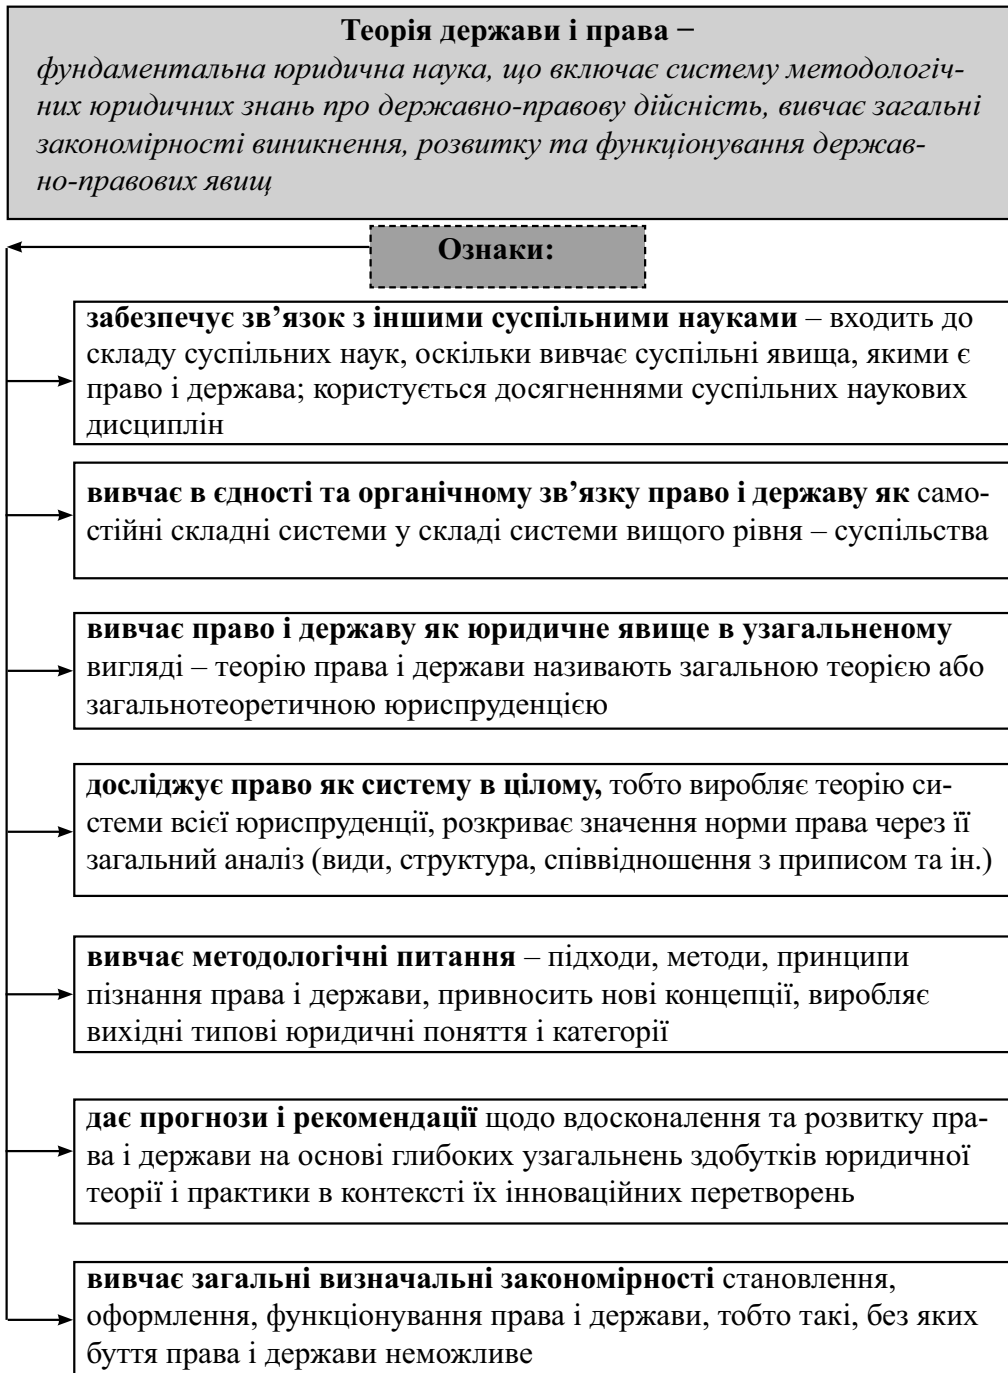 Теорія держави і права –
фундаментальна юридична наука, що включає систему методологіч-
них юридичних знань про державно-правову дійсність, вивчає загальні
закономірності виникнення, розвитку та функціонування держав-
но-правових явищ
Ознаки:
забезпечує зв’язок з іншими суспільними науками – входить до
складу суспільних наук, оскільки вивчає суспільні явища, якими є
право і держава; користується досягненнями суспільних наукових
дисциплін
вивчає в єдності та органічному зв’язку право і державу як само-
стійні складні системи у складі системи вищого рівня – суспільства
вивчає право і державу як юридичне явище в узагальненому
вигляді – теорію права і держави називають загальною теорією або
загальнотеоретичною юриспруденцією
досліджує право як систему в цілому, тобто виробляє теорію си-
стеми всієї юриспруденції, розкриває значення норми права через її
загальний аналіз (види, структура, співвідношення з приписом та ін.)
вивчає методологічні питання – підходи, методи, принципи
пізнання права і держави, привносить нові концепції, виробляє
вихідні типові юридичні поняття і категорії
дає прогнози і рекомендації щодо вдосконалення та розвитку пра-
ва і держави на основі глибоких узагальнень здобутків юридичної
теорії і практики в контексті їх інноваційних перетворень
вивчає загальні визначальні закономірності становлення,
оформлення, функціонування права і держави, тобто такі, без яких
буття права і держави неможливе